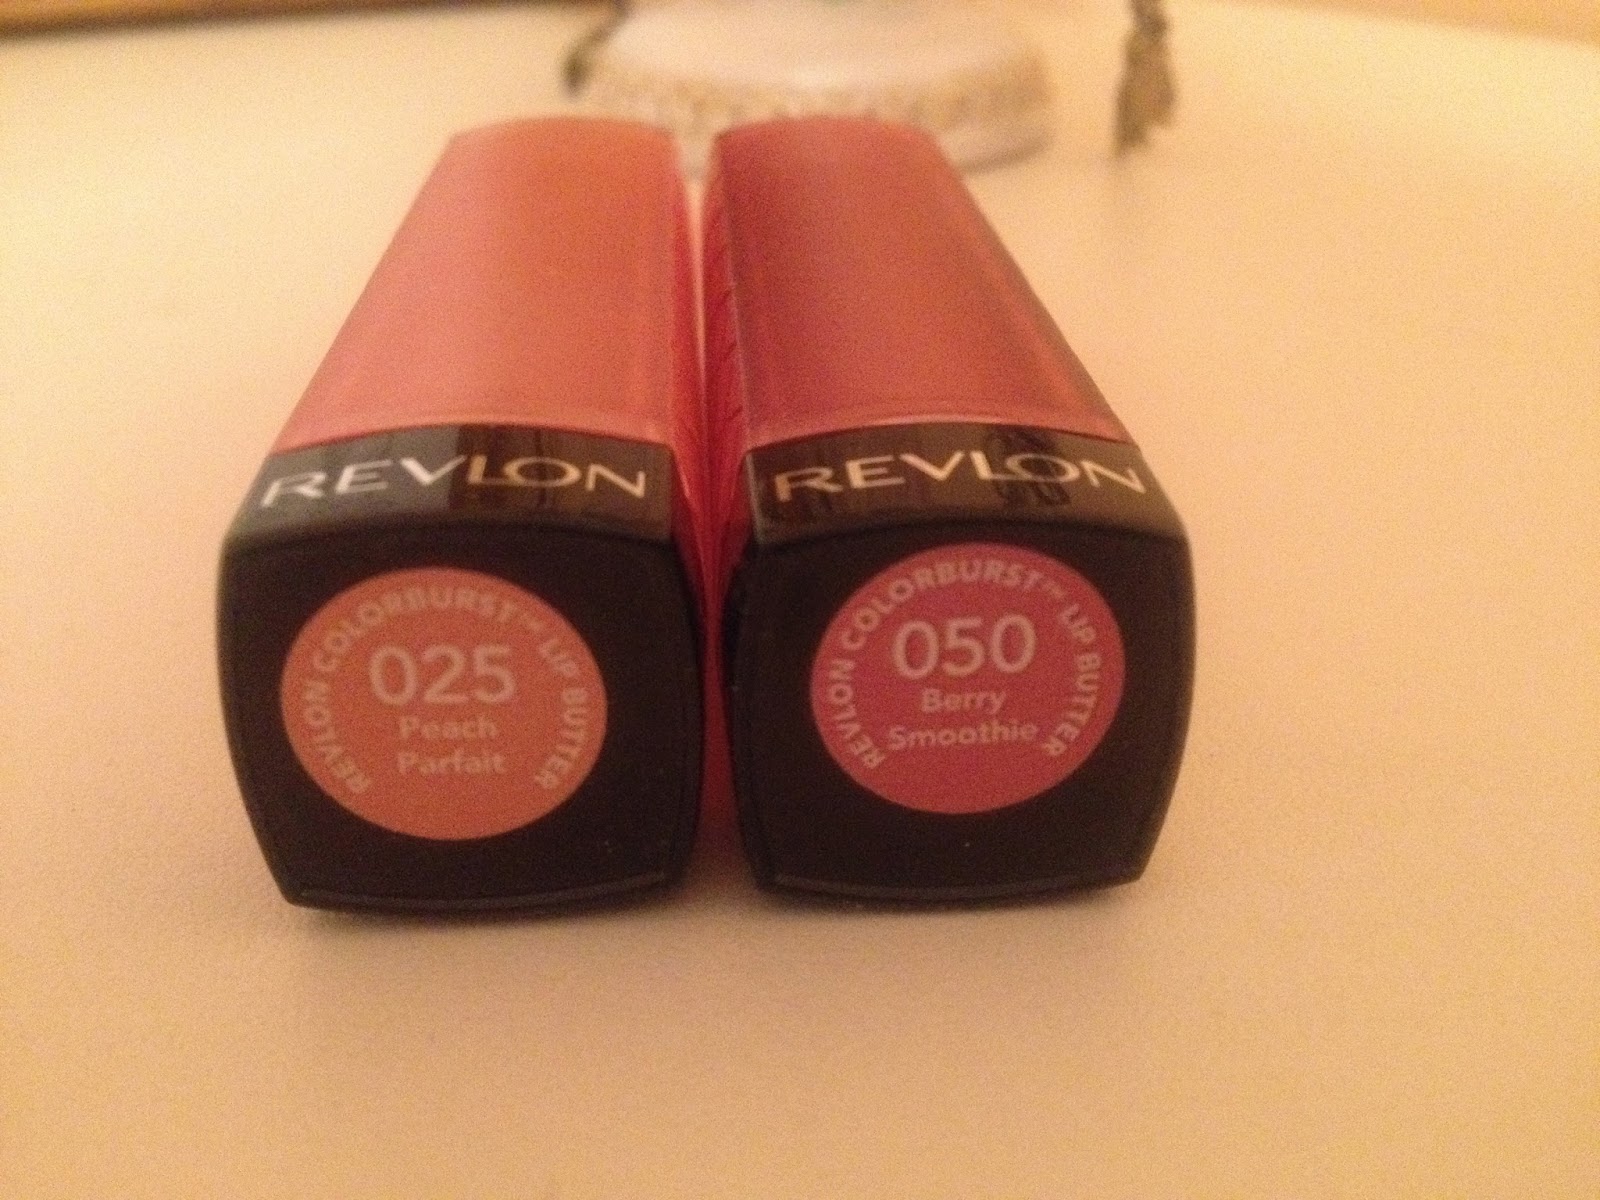 REVLON
REVLON COLORBURST™ LIP BUTTER
025
Peach
Parfait
REVLON
REVLON COLORBURST™ LIP BUTTER
050
Berry
Smoothie